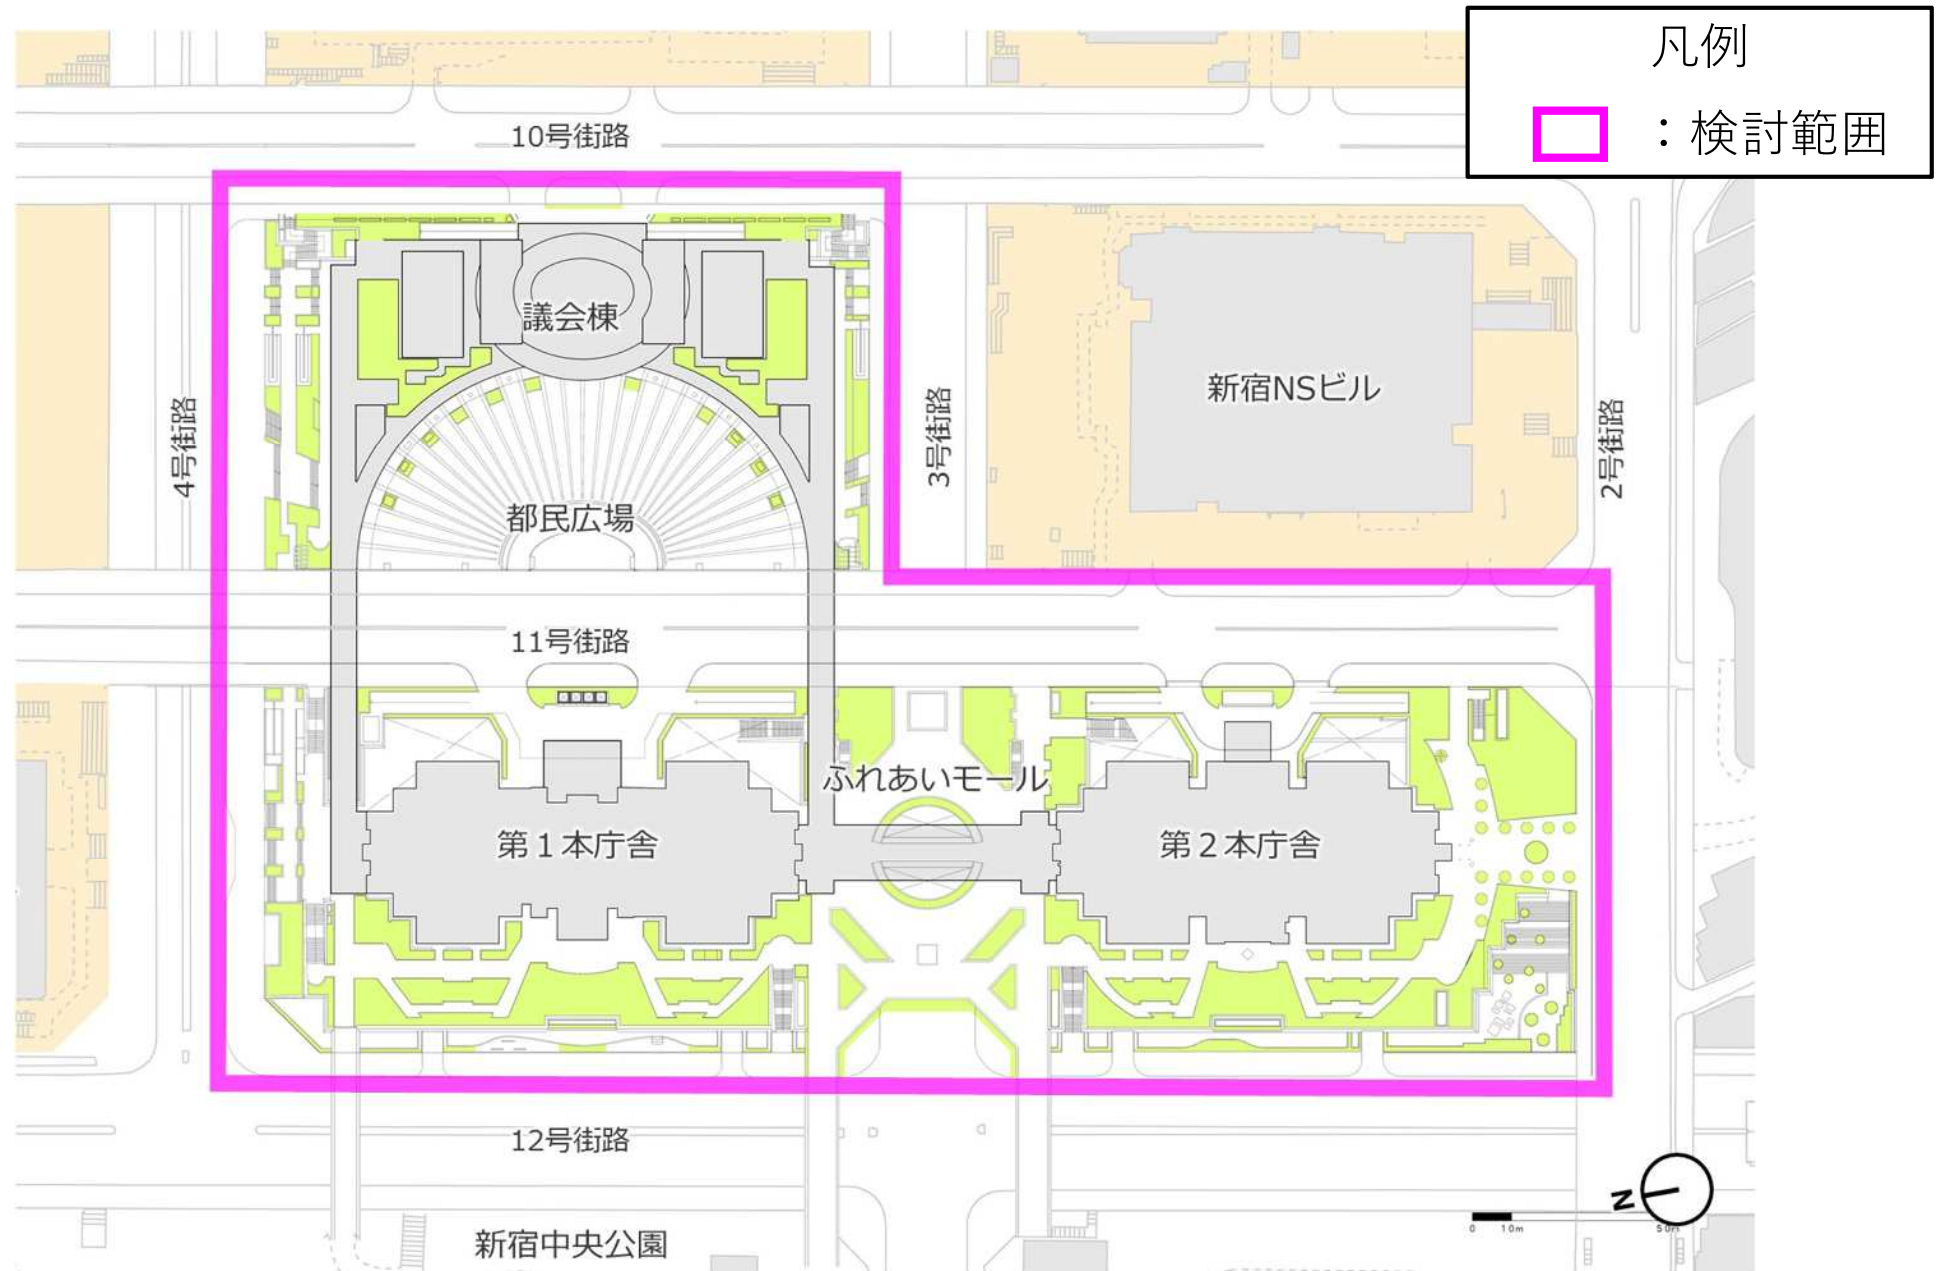 凡例
：検討範囲
10号街路
議会棟
新宿NSビル
4号街路
3号街路
2号街路
都民広場
11号街路
ふれあいモール
第１本庁舎
第２本庁舎
12号街路
新宿中央公園
N
0 10m 50m